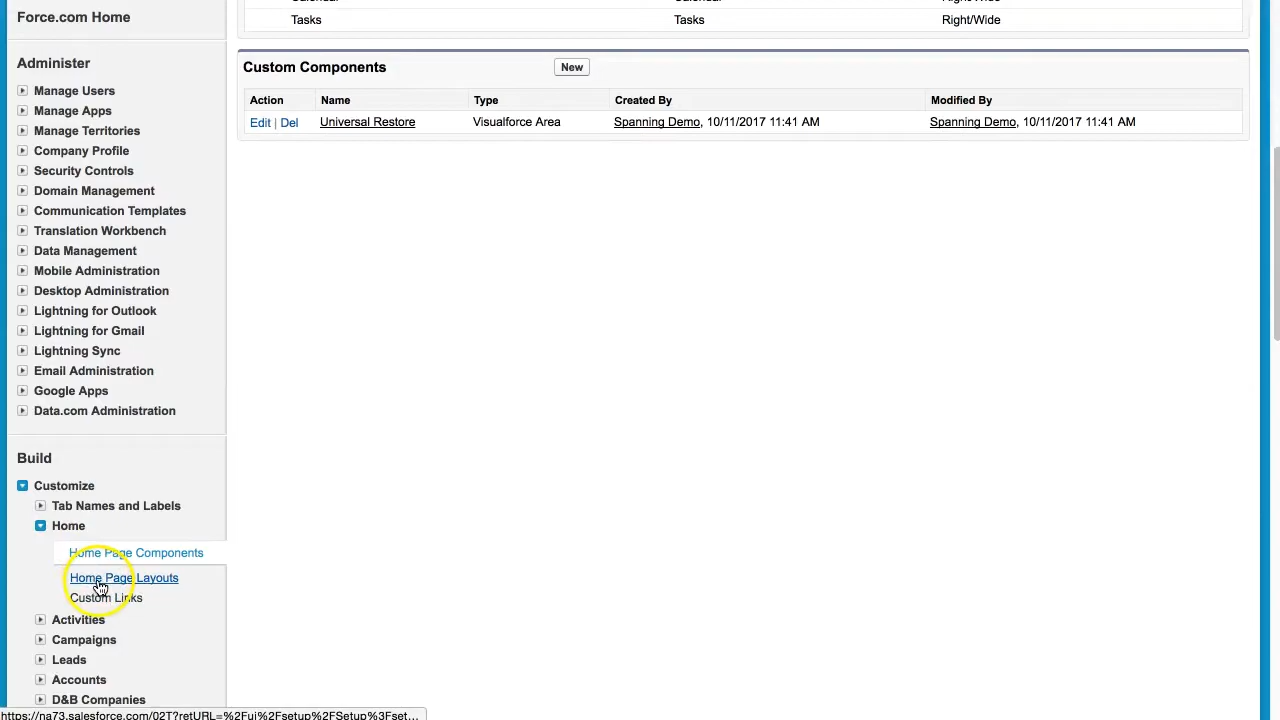 Force.com Home
Administer
Manage Users
Manage Apps
Manage Territories
Company Profile
Security Controls
Domain Management
Communication Templates
Translation Workbench
Data Management
Mobile Administration
Desktop Administration
Lightning for Outlook
Lightning for Gmail
Lightning Sync
Email Administration
Google Apps
Data.com Administration
Build
Customize
Tab Names and Labels
Home
Home Page Components
Home Page Layouts
Custom Links
Activities
Campaigns
Leads
Accounts
D&B Companies
https://na73.salesforce.com/02T?retURL=%2Fui%2Fsetup%2FSetup%3Fset...
Calendar Calendar Right/Wide
Tasks Tasks Right/Wide
Custom Components New
Action Name Type Created By Modified By
Edit | Del Universal Restore Visualforce Area Spanning Demo, 10/11/2017 11:41 AM Spanning Demo, 10/11/2017 11:41 AM